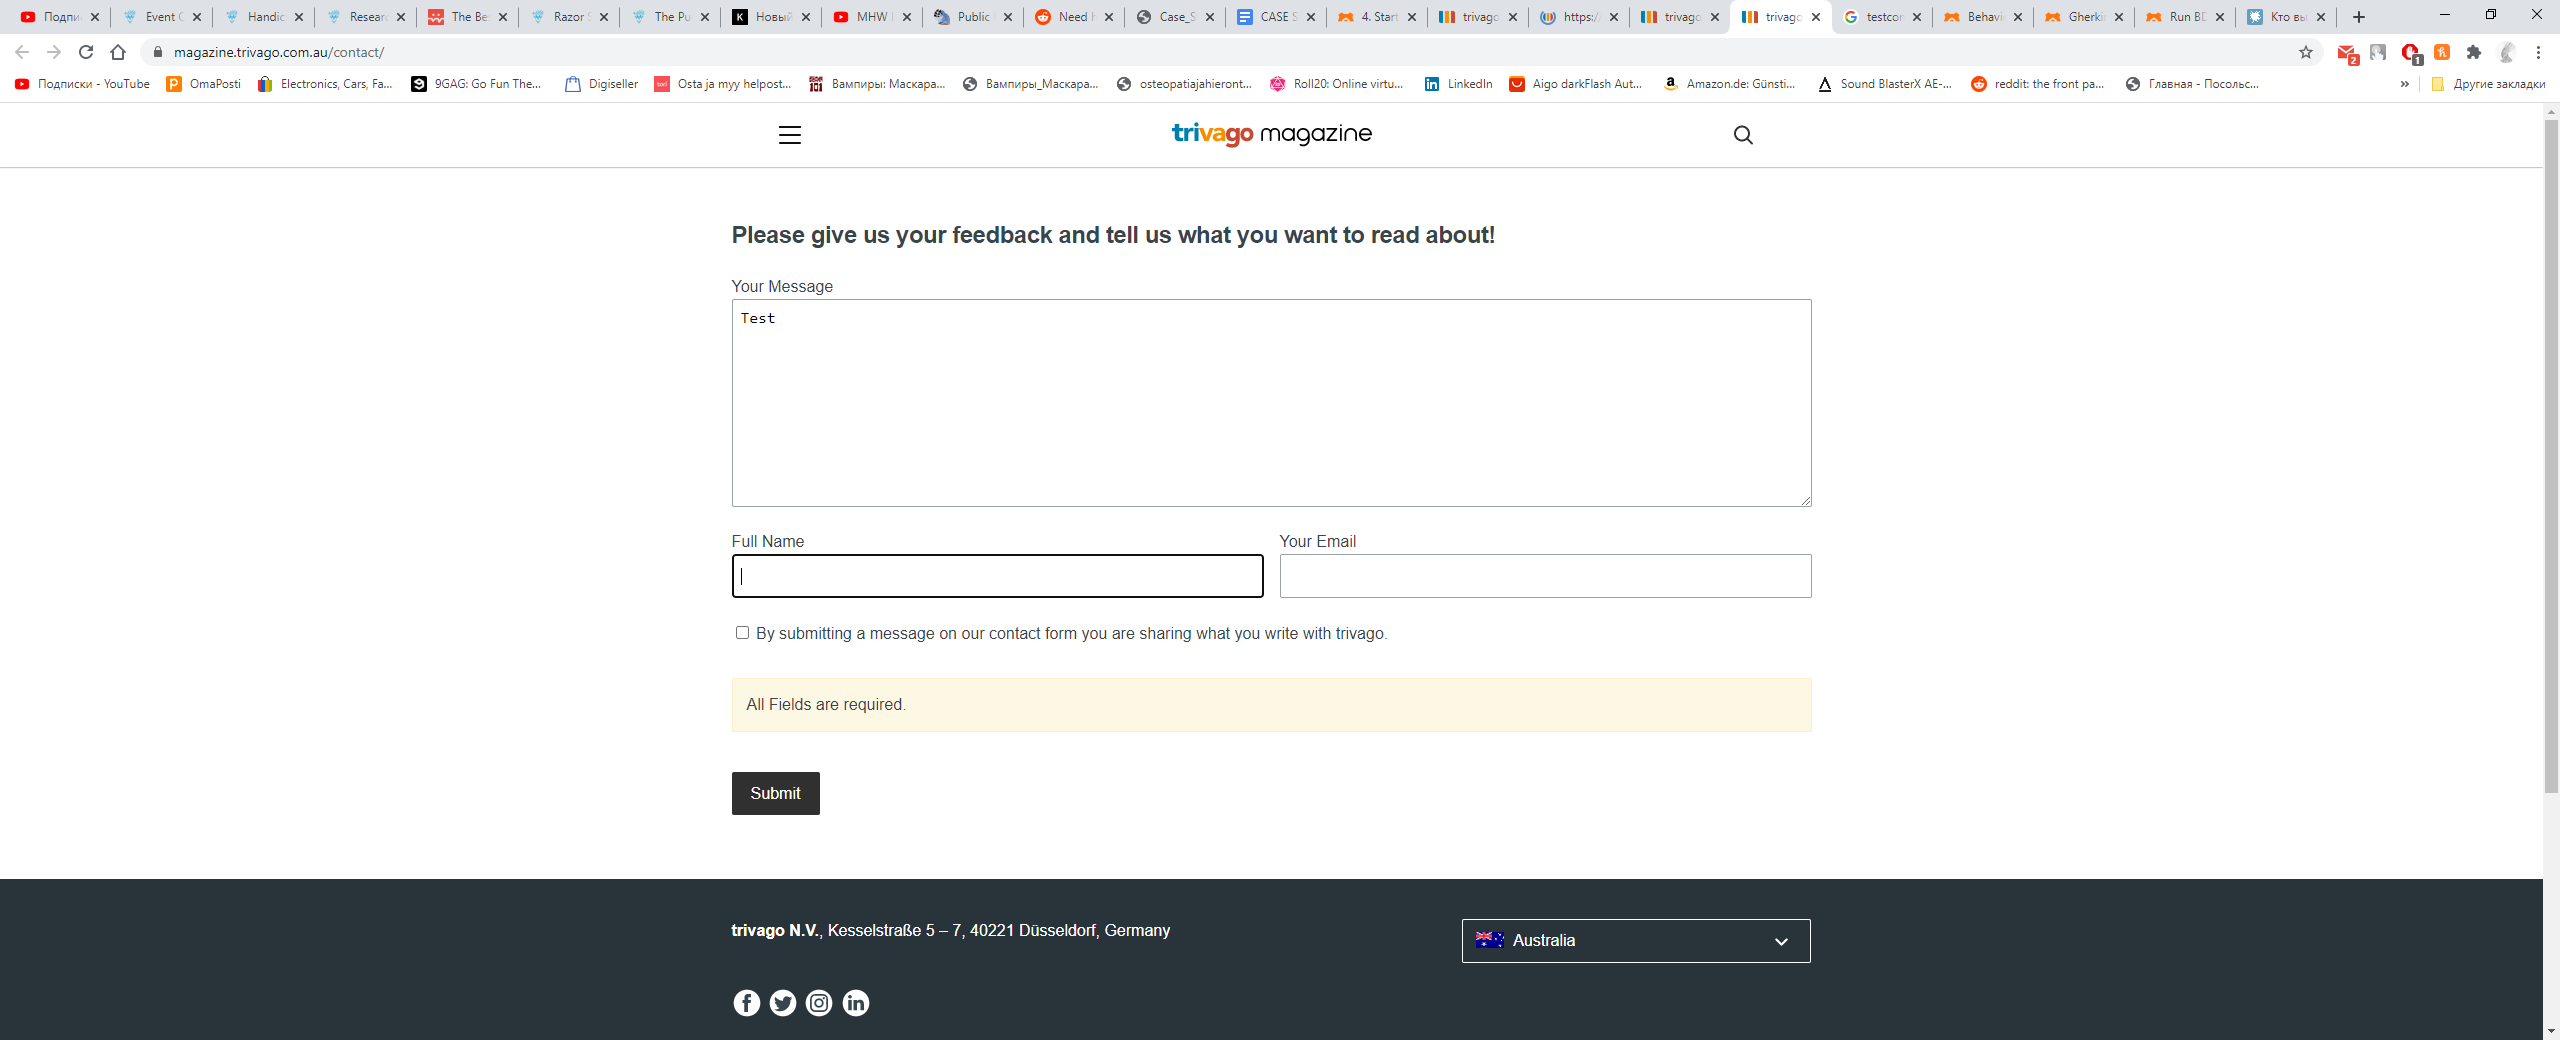 Подпи Event C Handic Resear The Be Razor S The Pu Новый MHW Public Need h Case_S CASE S 4. Start trivago https:/ trivago trivago testcor Behavi Gherki Run BD Кто вы
magazine.trivago.com.au/contact/ 2 1
Подписки - YouTube OmaPosti Electronics, Cars, Fa... 9GAG: Go Fun The... Digiseller Osta ja myy helpost... Вампиры: Маскара... Вампиры_Маскара... osteopatiajahieront... Roll20: Online virtu... LinkedIn Aigo darkFlash Aut... Amazon.de: Günsti... Sound BlasterX AE-... reddit: the front pa... Главная - Посольс... » Другие закладки
trivago magazine
Please give us your feedback and tell us what you want to read about!
Your Message
Test
Full Name Your Email
By submitting a message on our contact form you are sharing what you write with trivago.
All Fields are required.
Submit
trivago N.V., Kesselstraße 5 – 7, 40221 Düsseldorf, Germany
Australia